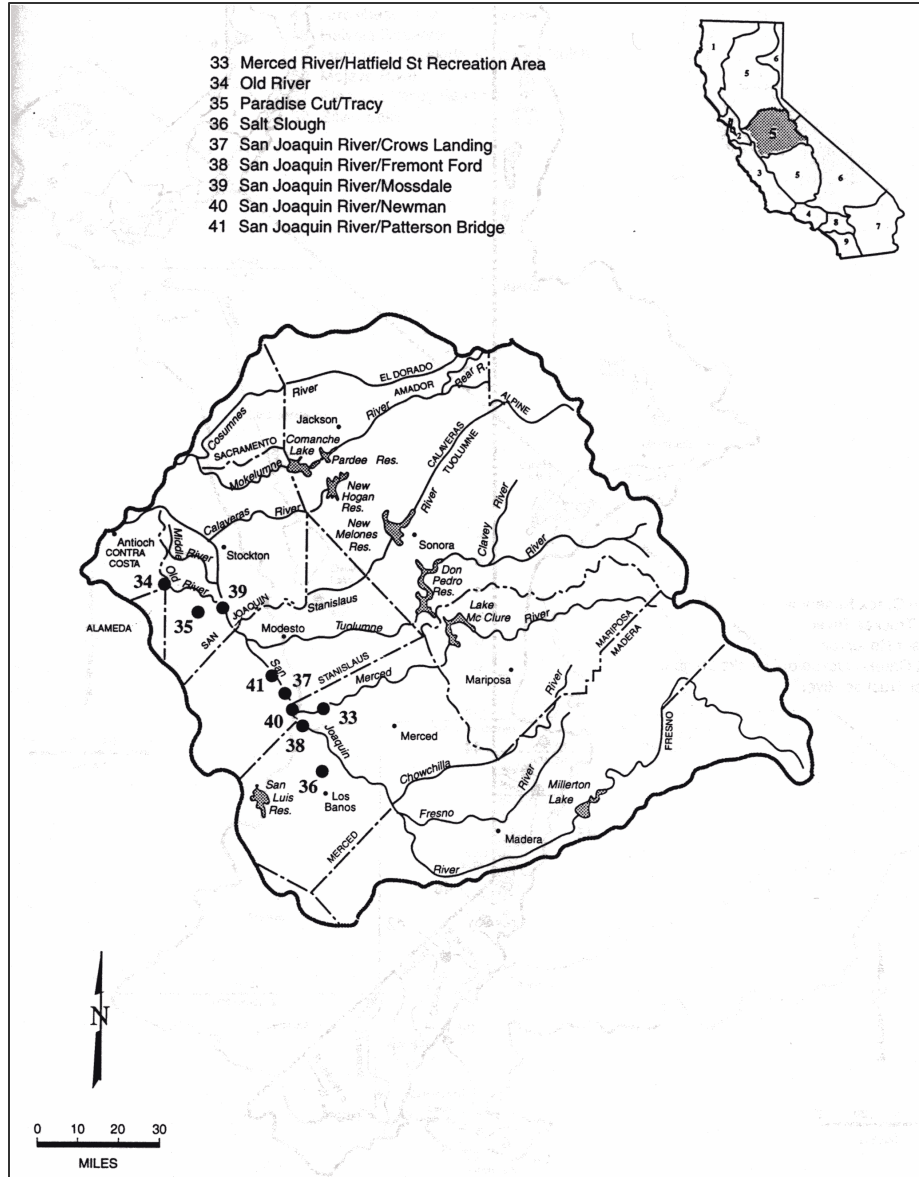 33 Merced River/Hatfield St Recreation Area
34 Old River
35 Paradise Cut/Tracy
36 Salt Slough
37 San Joaquin River/Crows Landing
38 San Joaquin River/Fremont Ford
39 San Joaquin River/Mossdale
40 San Joaquin River/Newman
41 San Joaquin River/Patterson Bridge
1
5
6
2
5
3
5
6
4
8
7
9
EL DORADO
Bear R.
River
AMADOR
ALPINE
Cosumnes
Jackson
River
SACRAMENTO
Comanche
Lake
CALAVERAS
TUOLUMNE
Mokelumne
Pardee Res.
New
Hogan
Res.
River
Calaveras River
New
Melones
Res.
Clavey River
Antioch
CONTRA
COSTA
Middle
River
Stockton
Sonora
River
Old River
Don
Pedro
Res.
34
39
35
SAN JOAQUIN
Stanislaus
Lake
Mc Clure
River
ALAMEDA
Modesto
Tuolumne
MARIPOSA
MADERA
San
STANISLAUS
41
37
Merced
Mariposa
River
40
33
38
Joaquin
Merced
FRESNO
Chowchilla
36
River
Millerton
Lake
San
Luis
Res.
Los
Banos
Fresno
MERCED
Madera
River
N
0 10 20 30
MILES